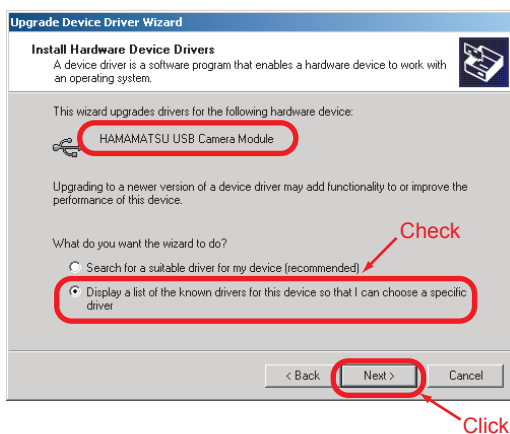 Upgrade Device Driver Wizard
Install Hardware Device Drivers
A device driver is a software program that enables a hardware device to work with
an operating system.
This wizard upgrades drivers for the following hardware device:
HAMAMATSU USB Camera Module
Upgrading to a newer version of a device driver may add functionality to or improve the
performance of this device.
Check
What do you want the wizard to do?
Search for a suitable driver for my device (recommended)
Display a list of the known drivers for this device so that I can choose a specific
driver
< Back Next > Cancel
Click